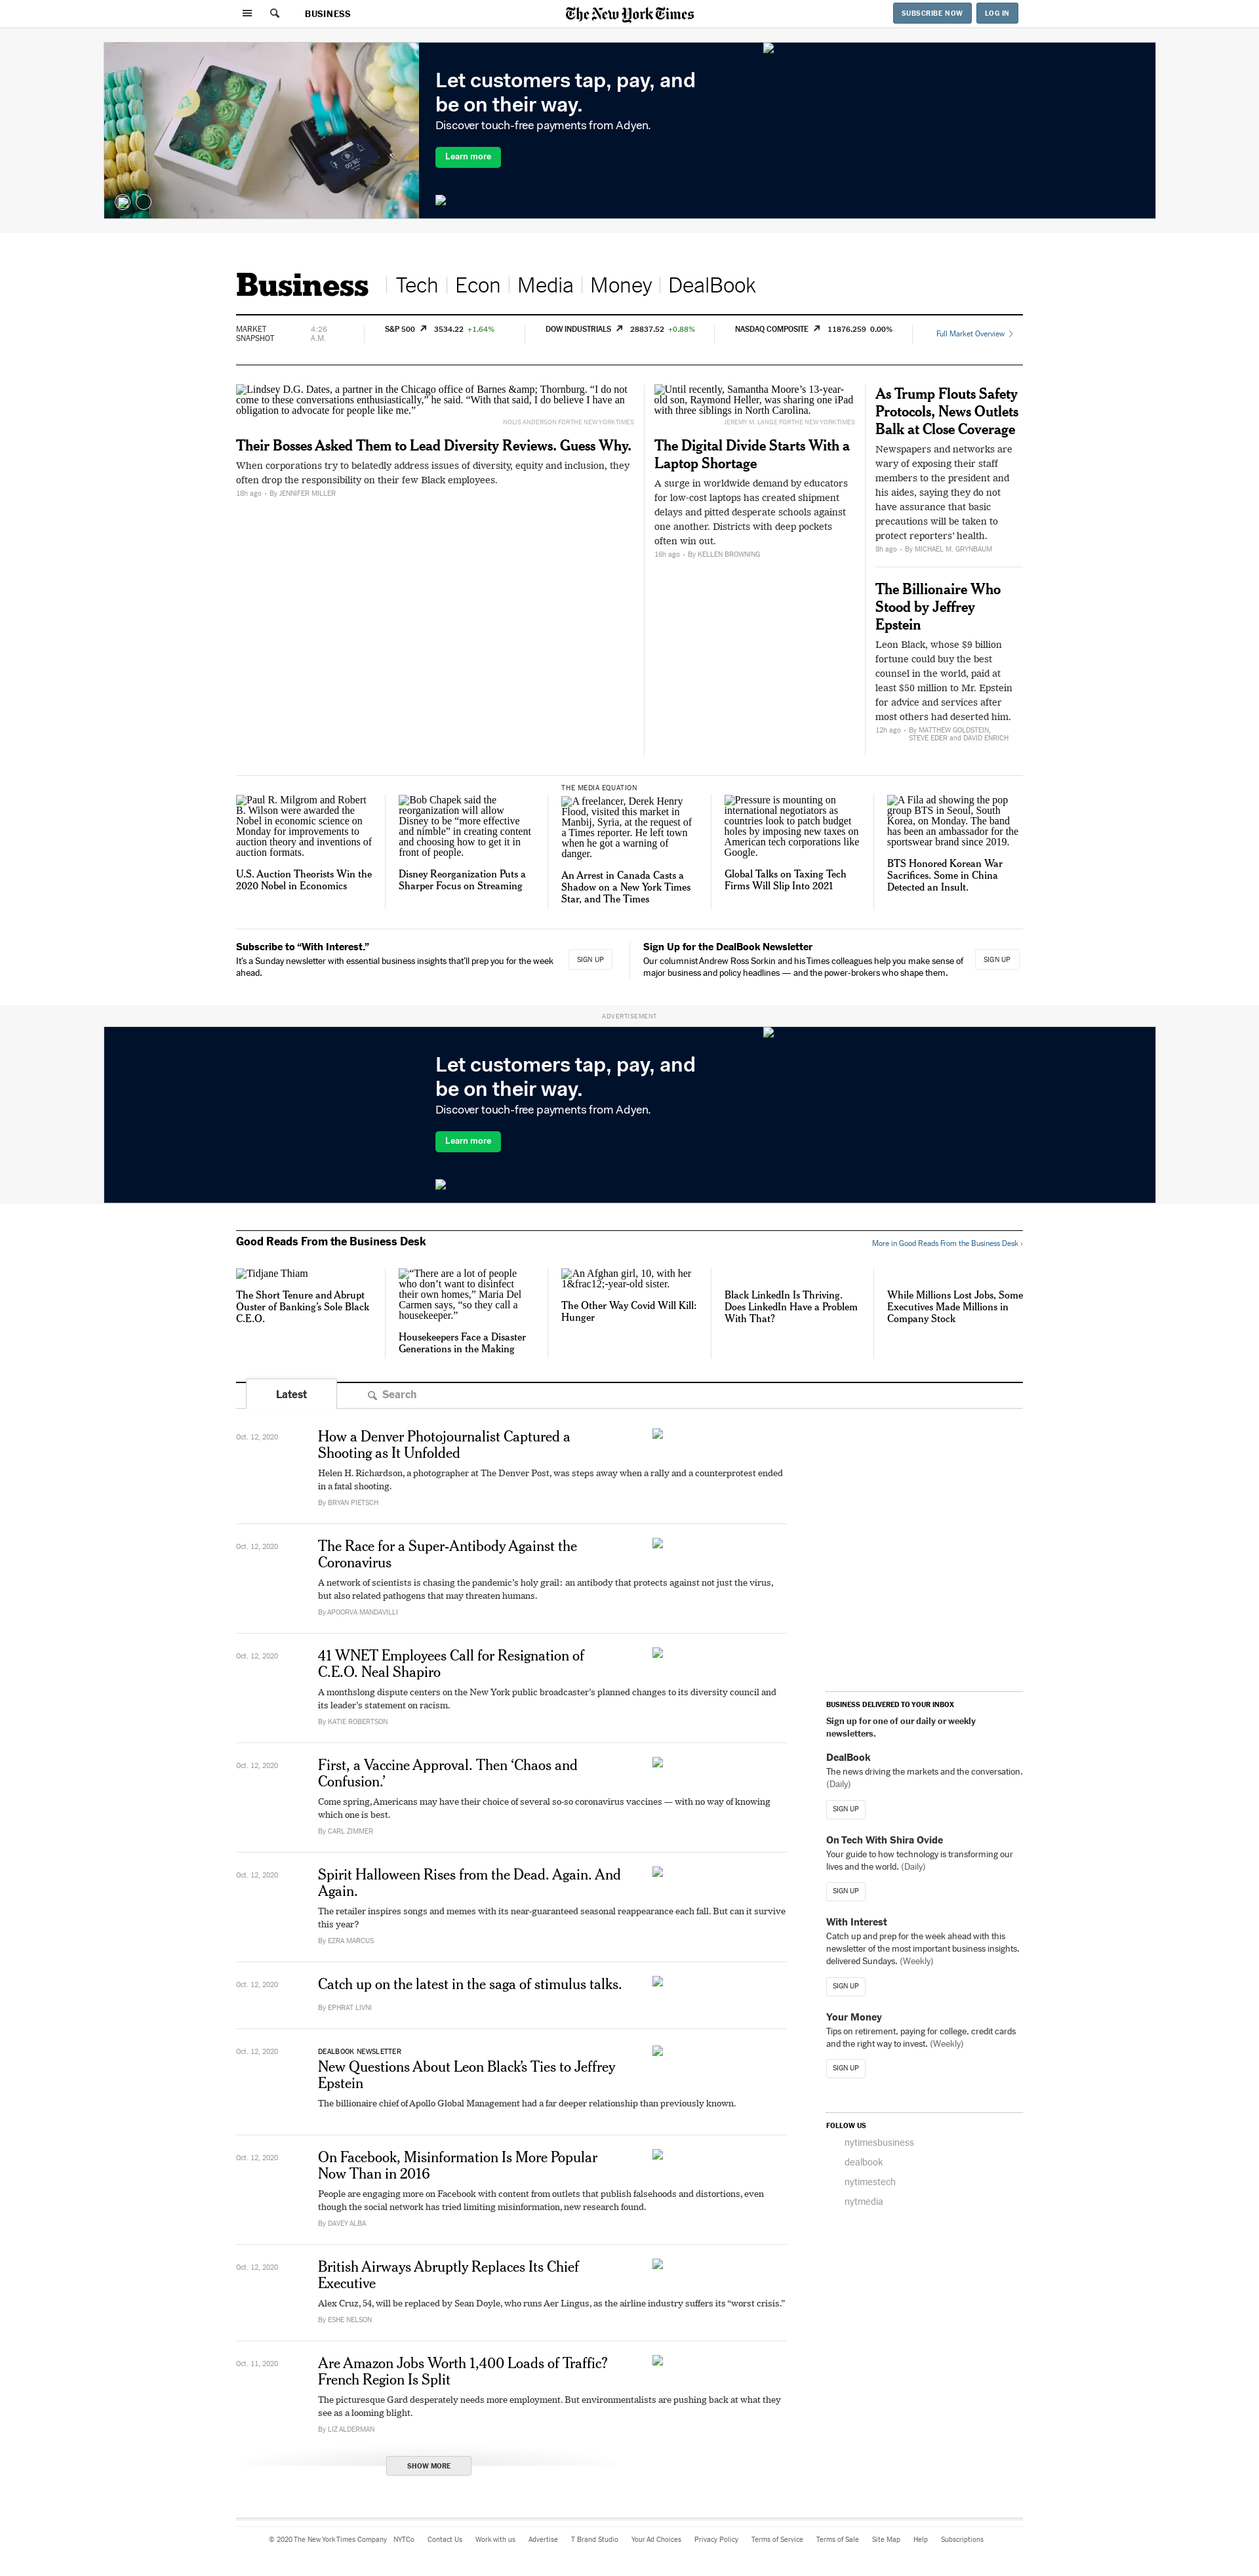 BUSINESS
The New York Times
SUBSCRIBE NOW
LOG IN
Let customers tap, pay, and
be on their way.
Discover touch-free payments from Adyen.
Learn more
Business
Tech
Econ
Media
Money
DealBook
MARKET
SNAPSHOT
4:26
A.M.
S&P 500 3534.22 +1.64%
DOW INDUSTRIALS 28837.52 +0.88%
NASDAQ COMPOSITE 11876.259 0.00%
Full Market Overview
Lindsey D.G. Dates, a partner in the Chicago office of Barnes &amp; Thornburg. “I do not
come to these conversations enthusiastically,” he said. “With that said, I do believe I have an
obligation to advocate for people like me.”
NOLIS ANDERSON FOR THE NEW YORK TIMES
Their Bosses Asked Them to Lead Diversity Reviews. Guess Why.
When corporations try to belatedly address issues of diversity, equity and inclusion, they
often drop the responsibility on their few Black employees.
18h ago • By JENNIFER MILLER
Until recently, Samantha Moore’s 13-year-
old son, Raymond Heller, was sharing one iPad
with three siblings in North Carolina.
JEREMY M. LANGE FOR THE NEW YORK TIMES
The Digital Divide Starts With a
Laptop Shortage
A surge in worldwide demand by educators
for low-cost laptops has created shipment
delays and pitted desperate schools against
one another. Districts with deep pockets
often win out.
16h ago • By KELLEN BROWNING
As Trump Flouts Safety
Protocols, News Outlets
Balk at Close Coverage
Newspapers and networks are
wary of exposing their staff
members to the president and
his aides, saying they do not
have assurance that basic
precautions will be taken to
protect reporters’ health.
8h ago • By MICHAEL M. GRYNBAUM
The Billionaire Who
Stood by Jeffrey
Epstein
Leon Black, whose $9 billion
fortune could buy the best
counsel in the world, paid at
least $50 million to Mr. Epstein
for advice and services after
most others had deserted him.
12h ago • By MATTHEW GOLDSTEIN,
STEVE EDER and DAVID ENRICH
Paul R. Milgrom and Robert
B. Wilson were awarded the
Nobel in economic science on
Monday for improvements to
auction theory and inventions of
auction formats.
U.S. Auction Theorists Win the
2020 Nobel in Economics
Bob Chapek said the
reorganization will allow
Disney to be “more effective
and nimble” in creating content
and choosing how to get it in
front of people.
Disney Reorganization Puts a
Sharper Focus on Streaming
THE MEDIA EQUATION
A freelancer, Derek Henry
Flood, visited this market in
Manbij, Syria, at the request of
a Times reporter. He left town
when he got a warning of
danger.
An Arrest in Canada Casts a
Shadow on a New York Times
Star, and The Times
Pressure is mounting on
international negotiators as
countries look to patch budget
holes by imposing new taxes on
American tech corporations like
Google.
Global Talks on Taxing Tech
Firms Will Slip Into 2021
A Fila ad showing the pop
group BTS in Seoul, South
Korea, on Monday. The band
has been an ambassador for the
sportswear brand since 2019.
BTS Honored Korean War
Sacrifices. Some in China
Detected an Insult.
Subscribe to “With Interest.”
It’s a Sunday newsletter with essential business insights that’ll prep you for the week
ahead.
SIGN UP
Sign Up for the DealBook Newsletter
Our columnist Andrew Ross Sorkin and his Times colleagues help you make sense of
major business and policy headlines — and the power-brokers who shape them.
SIGN UP
ADVERTISEMENT
Let customers tap, pay, and
be on their way.
Discover touch-free payments from Adyen.
Learn more
Good Reads From the Business Desk
More in Good Reads From the Business Desk ›
Tidjane Thiam
The Short Tenure and Abrupt
Ouster of Banking’s Sole Black
C.E.O.
“There are a lot of people
who don’t want to disinfect
their own homes,” Maria Del
Carmen says, “so they call a
housekeeper.”
Housekeepers Face a Disaster
Generations in the Making
An Afghan girl, 10, with her
1&frac12;-year-old sister.
The Other Way Covid Will Kill:
Hunger
Black LinkedIn Is Thriving.
Does LinkedIn Have a Problem
With That?
While Millions Lost Jobs, Some
Executives Made Millions in
Company Stock
Latest
Search
Oct. 12, 2020
How a Denver Photojournalist Captured a
Shooting as It Unfolded
Helen H. Richardson, a photographer at The Denver Post, was steps away when a rally and a counterprotest ended
in a fatal shooting.
By BRYAN PIETSCH
Oct. 12, 2020
The Race for a Super-Antibody Against the
Coronavirus
A network of scientists is chasing the pandemic’s holy grail: an antibody that protects against not just the virus,
but also related pathogens that may threaten humans.
By APOORVA MANDAVILLI
Oct. 12, 2020
41 WNET Employees Call for Resignation of
C.E.O. Neal Shapiro
A monthslong dispute centers on the New York public broadcaster’s planned changes to its diversity council and
its leader’s statement on racism.
By KATIE ROBERTSON
Oct. 12, 2020
First, a Vaccine Approval. Then ‘Chaos and
Confusion.’
Come spring, Americans may have their choice of several so-so coronavirus vaccines — with no way of knowing
which one is best.
By CARL ZIMMER
Oct. 12, 2020
Spirit Halloween Rises from the Dead. Again. And
Again.
The retailer inspires songs and memes with its near-guaranteed seasonal reappearance each fall. But can it survive
this year?
By EZRA MARCUS
Oct. 12, 2020
Catch up on the latest in the saga of stimulus talks.
By EPHRAT LIVNI
Oct. 12, 2020
DEALBOOK NEWSLETTER
New Questions About Leon Black’s Ties to Jeffrey
Epstein
The billionaire chief of Apollo Global Management had a far deeper relationship than previously known.
Oct. 12, 2020
On Facebook, Misinformation Is More Popular
Now Than in 2016
People are engaging more on Facebook with content from outlets that publish falsehoods and distortions, even
though the social network has tried limiting misinformation, new research found.
By DAVEY ALBA
Oct. 12, 2020
British Airways Abruptly Replaces Its Chief
Executive
Alex Cruz, 54, will be replaced by Sean Doyle, who runs Aer Lingus, as the airline industry suffers its “worst crisis.”
By ESHE NELSON
Oct. 11, 2020
Are Amazon Jobs Worth 1,400 Loads of Traffic?
French Region Is Split
The picturesque Gard desperately needs more employment. But environmentalists are pushing back at what they
see as a looming blight.
By LIZ ALDERMAN
SHOW MORE
BUSINESS DELIVERED TO YOUR INBOX
Sign up for one of our daily or weekly
newsletters.
DealBook
The news driving the markets and the conversation.
(Daily)
SIGN UP
On Tech With Shira Ovide
Your guide to how technology is transforming our
lives and the world. (Daily)
SIGN UP
With Interest
Catch up and prep for the week ahead with this
newsletter of the most important business insights,
delivered Sundays. (Weekly)
SIGN UP
Your Money
Tips on retirement, paying for college, credit cards
and the right way to invest. (Weekly)
SIGN UP
FOLLOW US
nytimesbusiness
dealbook
nytimestech
nytmedia
© 2020 The New York Times Company NYTCo Contact Us Work with us Advertise T Brand Studio Your Ad Choices Privacy Policy Terms of Service Terms of Sale Site Map Help Subscriptions